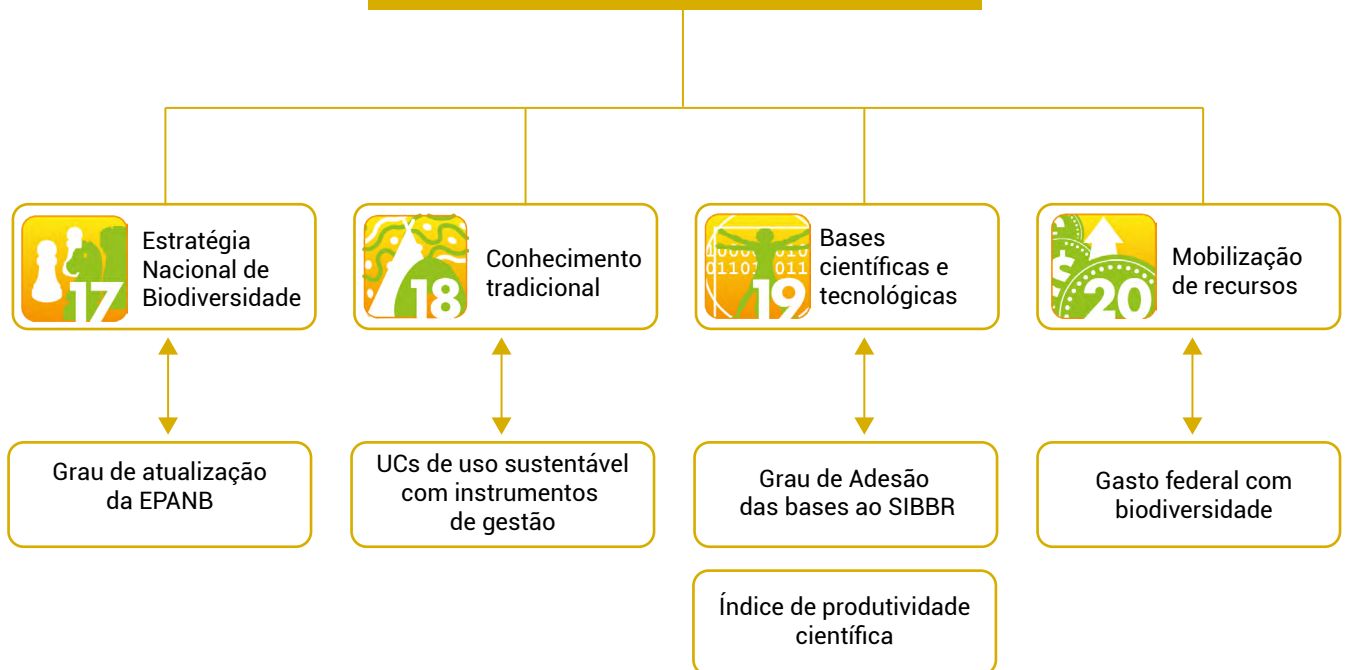 Estratégia
Nacional de
Biodiversidade
17
Conhecimento
tradicional
18
Bases
científicas e
tecnológicas
19
Mobilização
de recursos
20
Grau de atualização
da EPANB
UCs de uso sustentável
com instrumentos
de gestão
Grau de Adesão
das bases ao SIBBR
Gasto federal com
biodiversidade
Índice de produtividade
científica